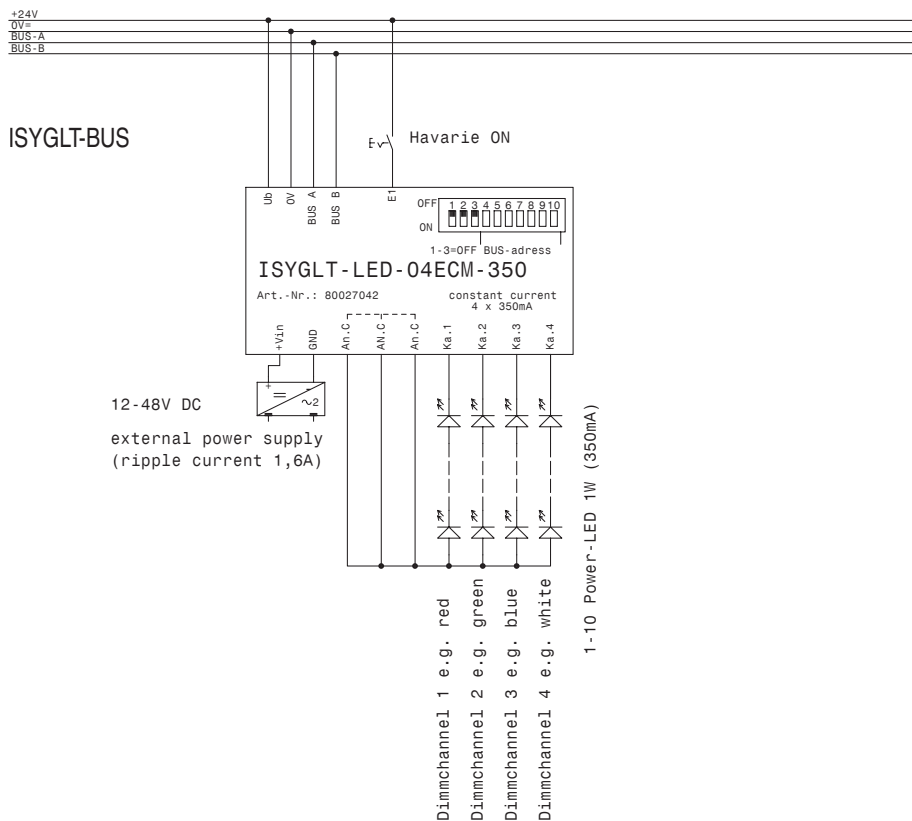 +24V
0V=
BUS-A
BUS-B
ISYGLT-BUS
E
Havarie ON
Ub
0V
BUS A
BUS B
E1
OFF
1 2 3 4 5 6 7 8 9 10
ON
1-3=OFF BUS-adress
ISYGLT-LED-04ECM-350
Art.-Nr.: 80027042
constant current
4 x 350mA
+Vin
GND
An.C
AN.C
An.C
Ka.1
Ka.2
Ka.3
Ka.4
+
-
=
~2
12-48V DC
external power supply
(ripple current 1,6A)
1-10 Power-LED 1W (350mA)
Dimmchannel 1 e.g. red
Dimmchannel 2 e.g. green
Dimmchannel 3 e.g. blue
Dimmchannel 4 e.g. white